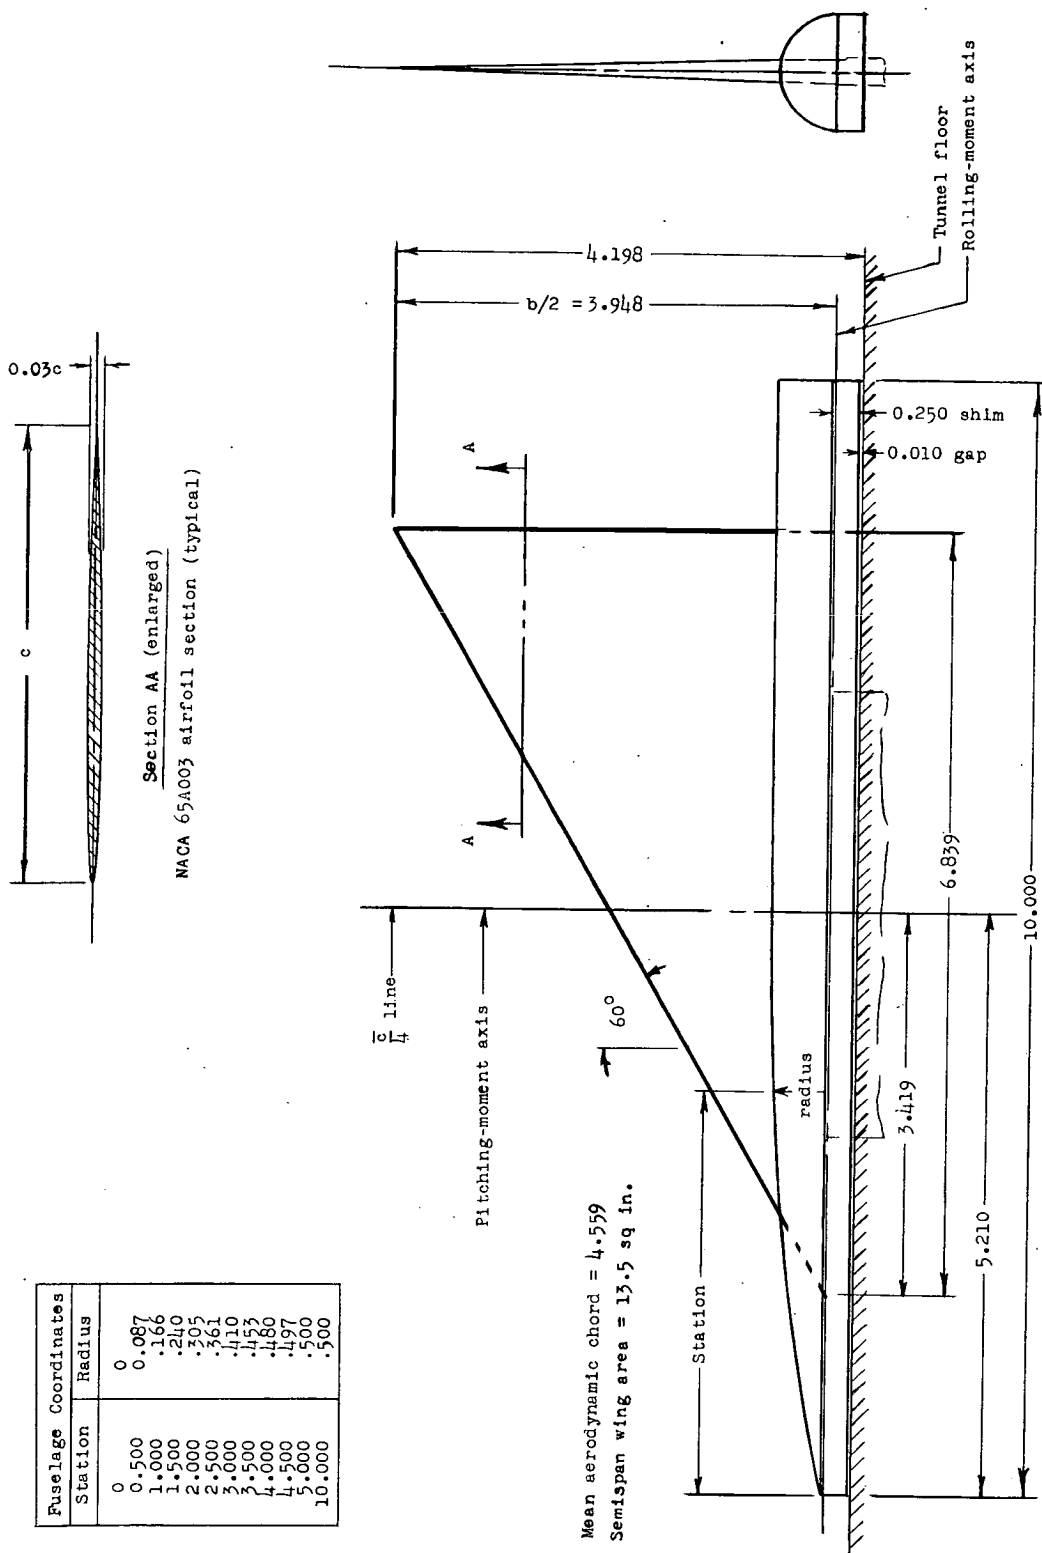 Fuselage Coordinates
Station Radius
0 0
0.500 0.087
1.000 .166
1.500 .240
2.000 .305
2.500 .361
3.000 .410
3.500 .453
4.000 .480
4.500 .497
5.000 .500
10.000 .500
c
0.03c
Section AA (enlarged)
NACA 65A003 airfoil section (typical)
c̄/4 line
Pitching-moment axis
A
A
60°
Mean aerodynamic chord = 4.559
Semispan wing area = 13.5 sq in.
Station
radius
b/2 = 3.948
4.198
0.250 shim
0.010 gap
Tunnel floor
Rolling-moment axis
3.419
6.839
5.210
10.000